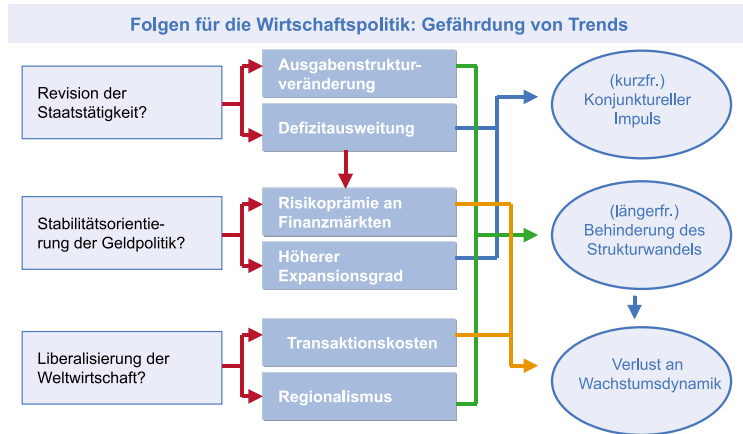 Folgen für die Wirtschaftspolitik: Gefährdung von Trends
Revision der
Staatstätigkeit?
Ausgabenstruktur-
veränderung
Defizitausweitung
(kurzfr.)
Konjunktureller
Impuls
Stabilitätsorientie-
rung der Geldpolitik?
Risikoprämie an
Finanzmärkten
Höherer
Expansionsgrad
(längerfr.)
Behinderung des
Strukturwandels
Liberalisierung der
Weltwirtschaft?
Transaktionskosten
Regionalismus
Verlust an
Wachstumsdynamik